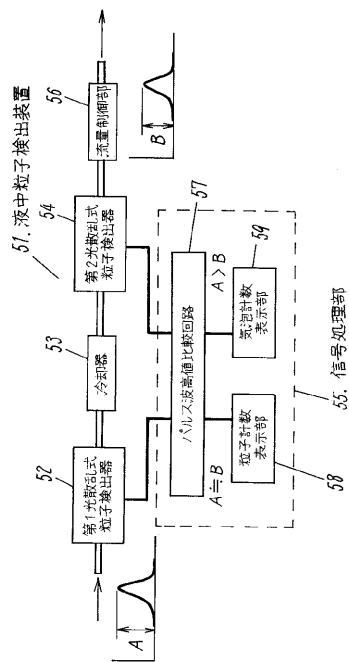 51. 液中粒子検出装置
52
第1光散乱式
粒子検出器
53
冷却器
54
第2光散乱式
粒子検出器
56
流量制御部
A
B
57
パルス波高値比較回路
A≒B
A>B
粒子計数
表示部
58
気泡計数
表示部
59
55. 信号処理部